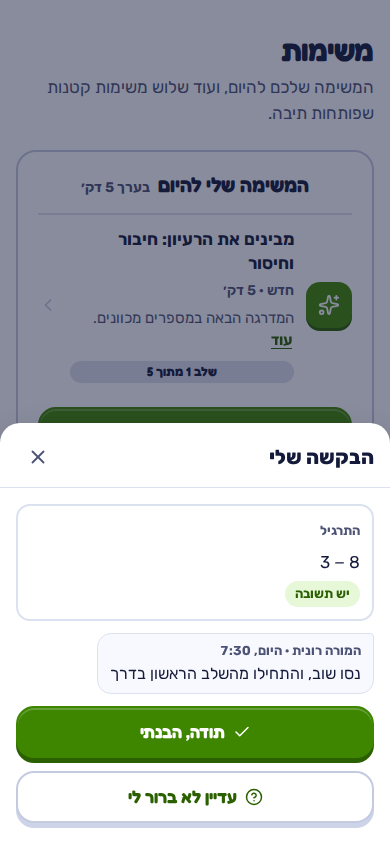 משימות
המשימה שלכם להיום, ועוד שלוש משימות קטנות
שפותחות תיבה.
המשימה שלי להיום בערך 5 דק׳
מבינים את הרעיון: חיבור
וחיסור
חדש • 5 דק׳
המדרגה הבאה במספרים מכוונים.
עוד
שלב 1 מתוך 5
הבקשה שלי
התרגיל
8 − 3
יש תשובה
המורה רונית • היום, 7:30
נסו שוב, והתחילו מהשלב הראשון בדרך
תודה, הבנתי
עדיין לא ברור לי